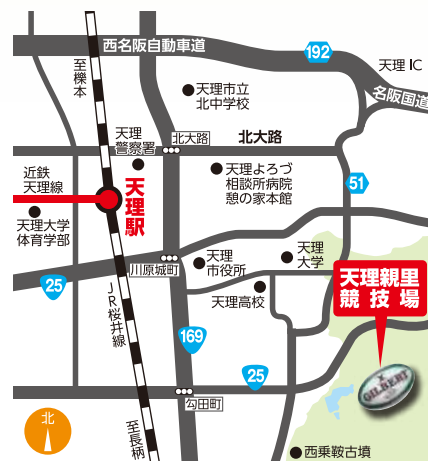 西名阪自動車道
192
天理 IC
名阪国道
至櫟本
天理市立
北中学校
北大路
北大路
天理
警察署
近鉄
天理線
天理駅
天理よろづ
相談所病院
憩の家本館
51
天理大学
体育学部
天理
市役所
天理
大学
川原城町
天理親里
競技場
25
JR桜井線
天理高校
169
25
X
GILBERT
勾田町
北
至長柄
西乗鞍古墳